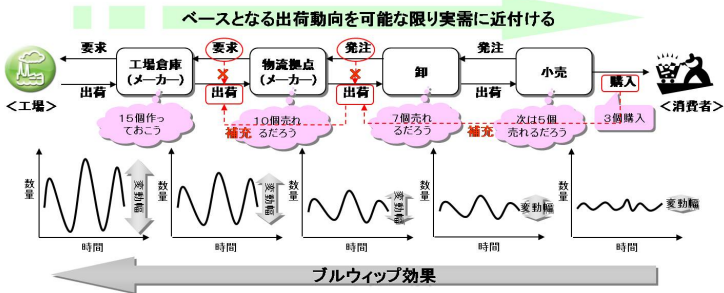 ベースとなる出荷動向を可能な限り実需に近付ける
要求
要求
発注
発注
工場倉庫
(メーカー)
物流拠点
(メーカー)
卸
小売
購入
出荷
出荷
出荷
出荷
<工場>
<消費者>
15個作っ
ておこう
補充
10個売れ
るだろう
7個売れ
るだろう
補充
次は5個
売れるだろう
3個購入
数量
変動幅
時間
数量
変動幅
時間
数量
変動幅
時間
数量
変動幅
時間
数量
変動幅
時間
ブルウィップ効果